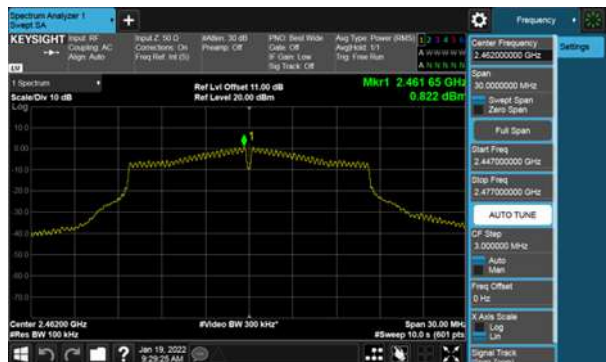 Spectrum Analyzer 1
Swept SA
+
Frequency
KEYSIGHT
Input: RF
Coupling: AC
Align: Auto
Input Z: 50 Ω
Corrections: On
Freq Ref: Int (S)
#Atten: 30 dB
Preamp: Off
PNO: Best Wide
Gate: Off
IF Gain: Low
Sig Track: Off
Avg Type: Power (RMS)
Avg|Hold: 1/1
Trig: Free Run
1 2 3 4 5 6
A W W W W W
A N N N N N
1 Spectrum
Scale/Div 10 dB
Log
Ref Lvl Offset 11.00 dB
Ref Level 20.00 dBm
Mkr1 2.461 65 GHz
0.822 dBm
1
10.0
0.00
-10.0
-20.0
-30.0
-40.0
-50.0
-60.0
-70.0
Center 2.46200 GHz
#Res BW 100 kHz
#Video BW 300 kHz*
Span 30.00 MHz
#Sweep 10.0 s (601 pts)
Jan 19, 2022
9:29:25 AM
Center Frequency
2.462000000 GHz
Settings
Span
30.0000000 MHz
Swept Span
Zero Span
Full Span
Start Freq
2.447000000 GHz
Stop Freq
2.477000000 GHz
AUTO TUNE
CF Step
3.000000 MHz
Auto
Man
Freq Offset
0 Hz
X Axis Scale
Log
Lin
Signal Track